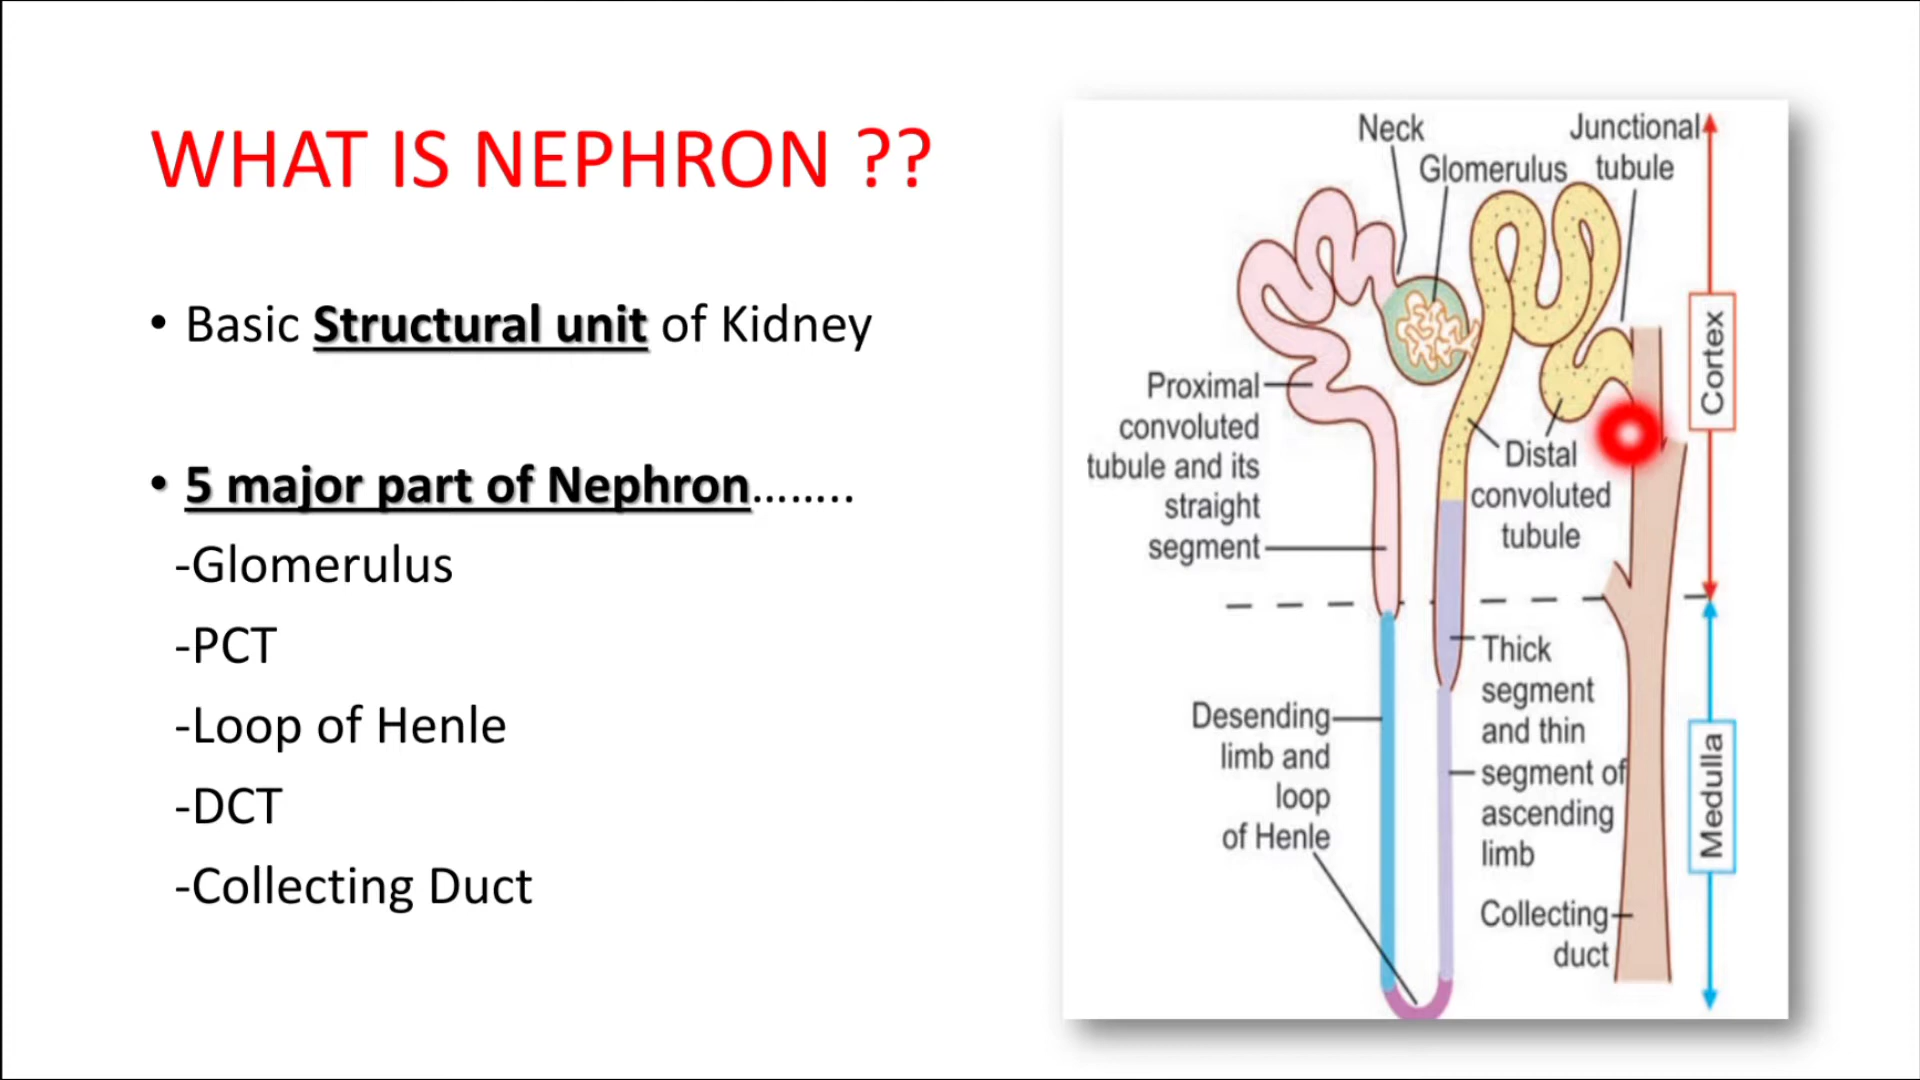 WHAT IS NEPHRON ??
• Basic Structural unit of Kidney
• 5 major part of Nephron........
-Glomerulus
-PCT
-Loop of Henle
-DCT
-Collecting Duct
Neck
Glomerulus
Junctional
tubule
Proximal
convoluted
tubule and its
straight
segment
Distal
convoluted
tubule
Cortex
Desending
limb and
loop
of Henle
Thick
segment
and thin
segment of
ascending
limb
Collecting
duct
Medulla